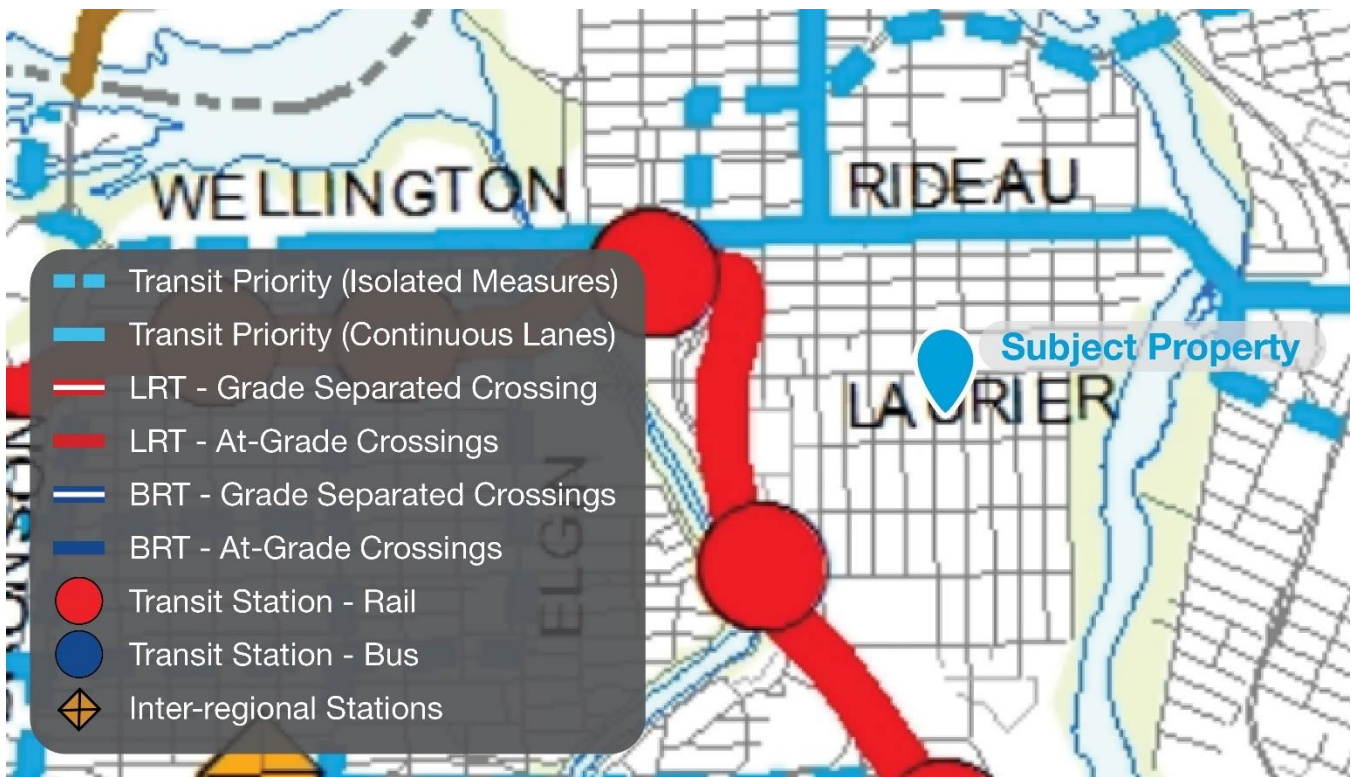 WELLINGTON
RIDEAU
Transit Priority (Isolated Measures)
Transit Priority (Continuous Lanes)
LRT - Grade Separated Crossing
LRT - At-Grade Crossings
BRT - Grade Separated Crossings
BRT - At-Grade Crossings
Transit Station - Rail
Transit Station - Bus
Inter-regional Stations
Subject Property
LAURIER
ELGN